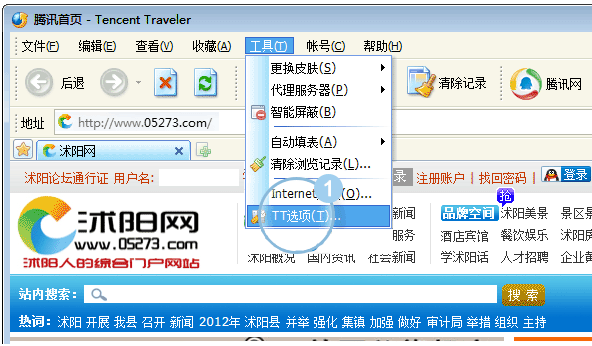 腾讯首页 - Tencent Traveler
文件(F) 编辑(E) 查看(V) 收藏(A) 工具(T) 帐号(C) 帮助(H)
后退 清除记录 腾讯网
更换皮肤(S)
代理服务器(P)
智能屏蔽(B)
自动填表(A)
清除浏览记录(L)...
Internet (O)...
TT选项(T)...
1
地址 http://www.05273.com/
沭阳网
沭阳论坛通行证 用户名: 录 注册账户 | 找回密码 | 登录
抢
沭阳网
www.05273.com
沭阳人的综合门户网站
新闻 品牌空间 沭阳美景 景区景
服务 酒店宾馆 餐饮娱乐 沭阳房
沭阳概况 国内资讯 社会新闻 学沭阳话 人才招聘 企业黄
站内搜索: 搜索
热词: 沭阳 开展 我县 召开 新闻 2012年 沭阳县 并举 强化 集镇 加强 做好 审计局 举措 组织 主持